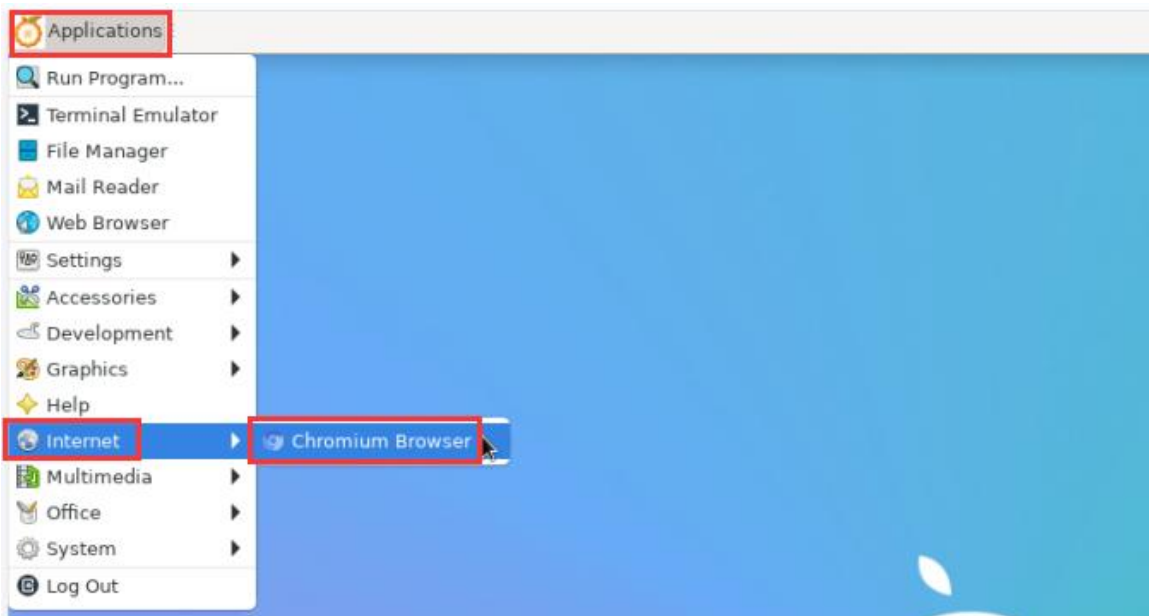 Applications
Run Program...
Terminal Emulator
File Manager
Mail Reader
Web Browser
Settings
Accessories
Development
Graphics
Help
Internet
Chromium Browser
Multimedia
Office
System
Log Out